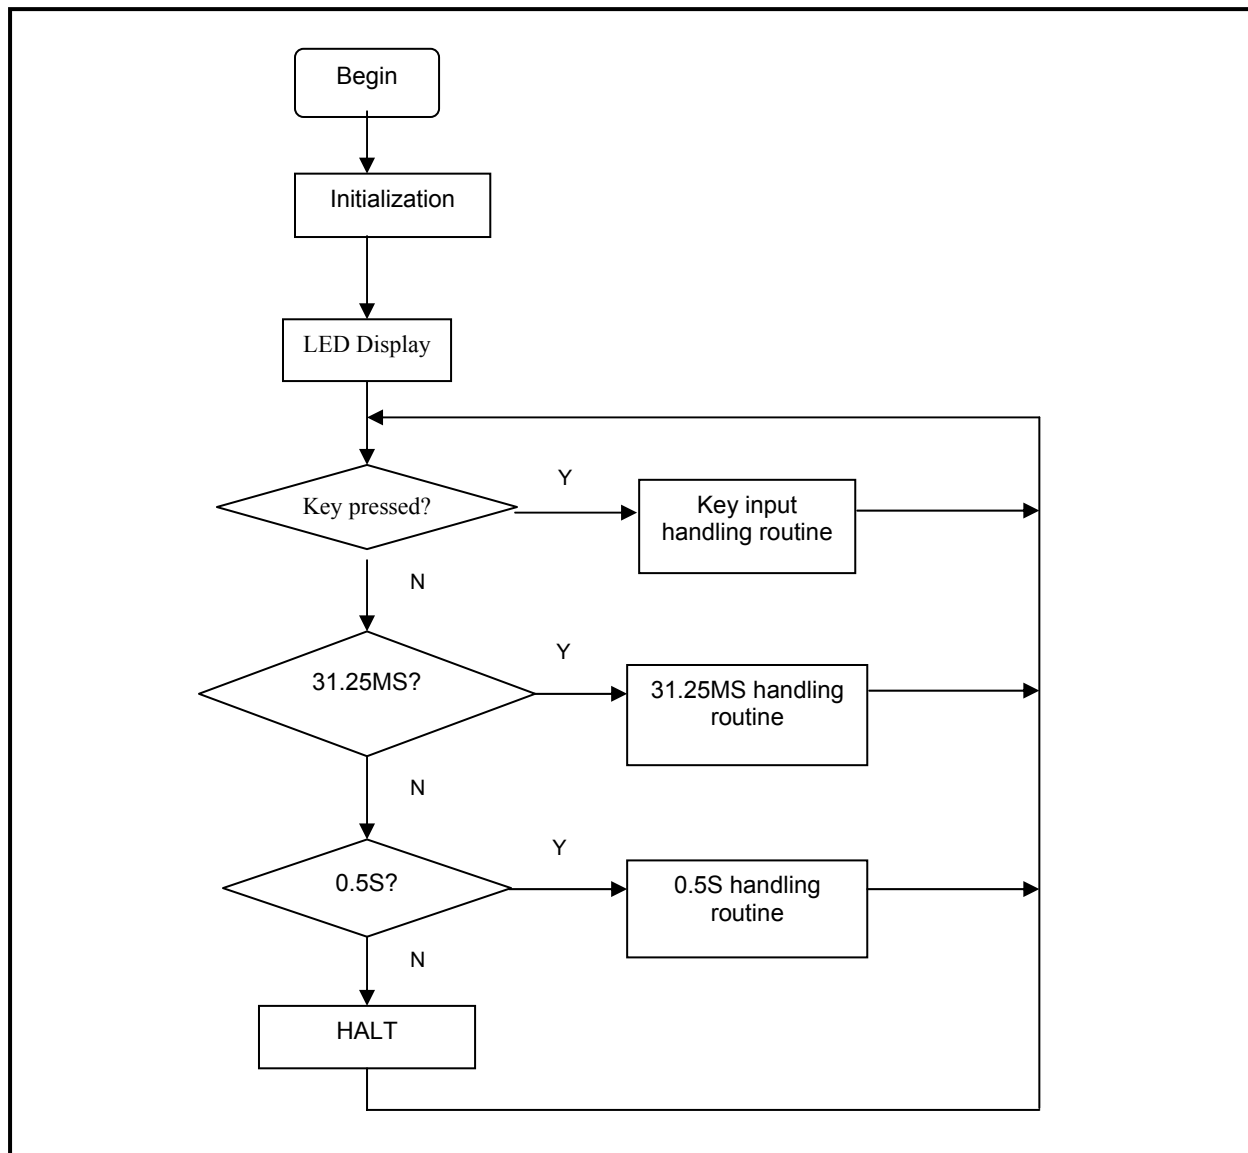 Begin
Initialization
LED Display
Key pressed?
Y
Key input
handling routine
N
31.25MS?
Y
31.25MS handling
routine
N
0.5S?
Y
0.5S handling
routine
N
HALT